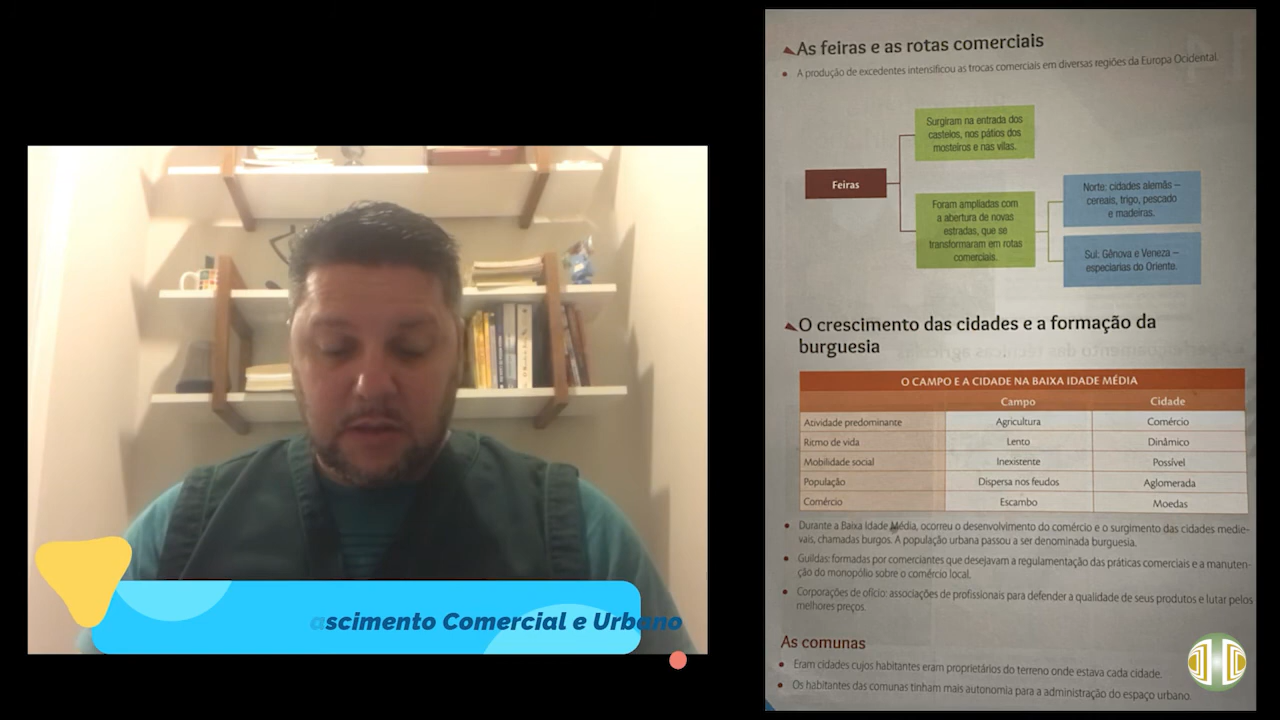 As feiras e as rotas comerciais
• A produção de excedentes intensificou as trocas comerciais em diversas regiões da Europa Ocidental.
Feiras
Surgiram na entrada dos
castelos, nos pátios dos
mosteiros e nas vilas.
Foram ampliadas com
a abertura de novas
estradas, que se
transformaram em rotas
comerciais.
Norte: cidades alemãs –
cereais, trigo, pescado
e madeiras.
Sul: Gênova e Veneza –
especiarias do Oriente.
O crescimento das cidades e a formação da
burguesia
O CAMPO E A CIDADE NA BAIXA IDADE MÉDIA
Campo Cidade
Atividade predominante Agricultura Comércio
Ritmo de vida Lento Dinâmico
Mobilidade social Inexistente Possível
População Dispersa nos feudos Aglomerada
Comércio Escambo Moedas
• Durante a Baixa Idade Média, ocorreu o desenvolvimento do comércio e o surgimento das cidades medie-
vais, chamadas burgos. A população urbana passou a ser denominada burguesia.
• Guildas: formadas por comerciantes que desejavam a regulamentação das práticas comerciais e a manuten-
ção do monopólio sobre o comércio local.
• Corporações de ofício: associações de profissionais para defender a qualidade de seus produtos e lutar pelos
melhores preços.
As comunas
• Eram cidades cujos habitantes eram proprietários do terreno onde estava cada cidade.
• Os habitantes das comunas tinham mais autonomia para a administração do espaço urbano.
ascimento Comercial e Urbano